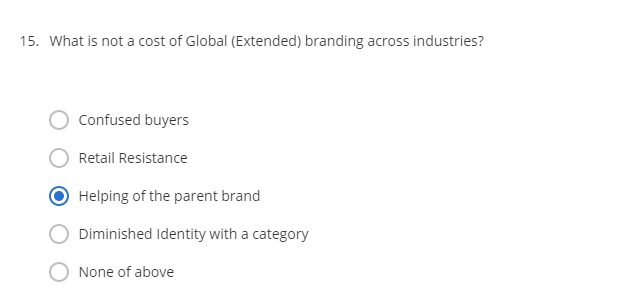 15. What is not a cost of Global (Extended) branding across industries?
Confused buyers
Retail Resistance
Helping of the parent brand
Diminished Identity with a category
None of above